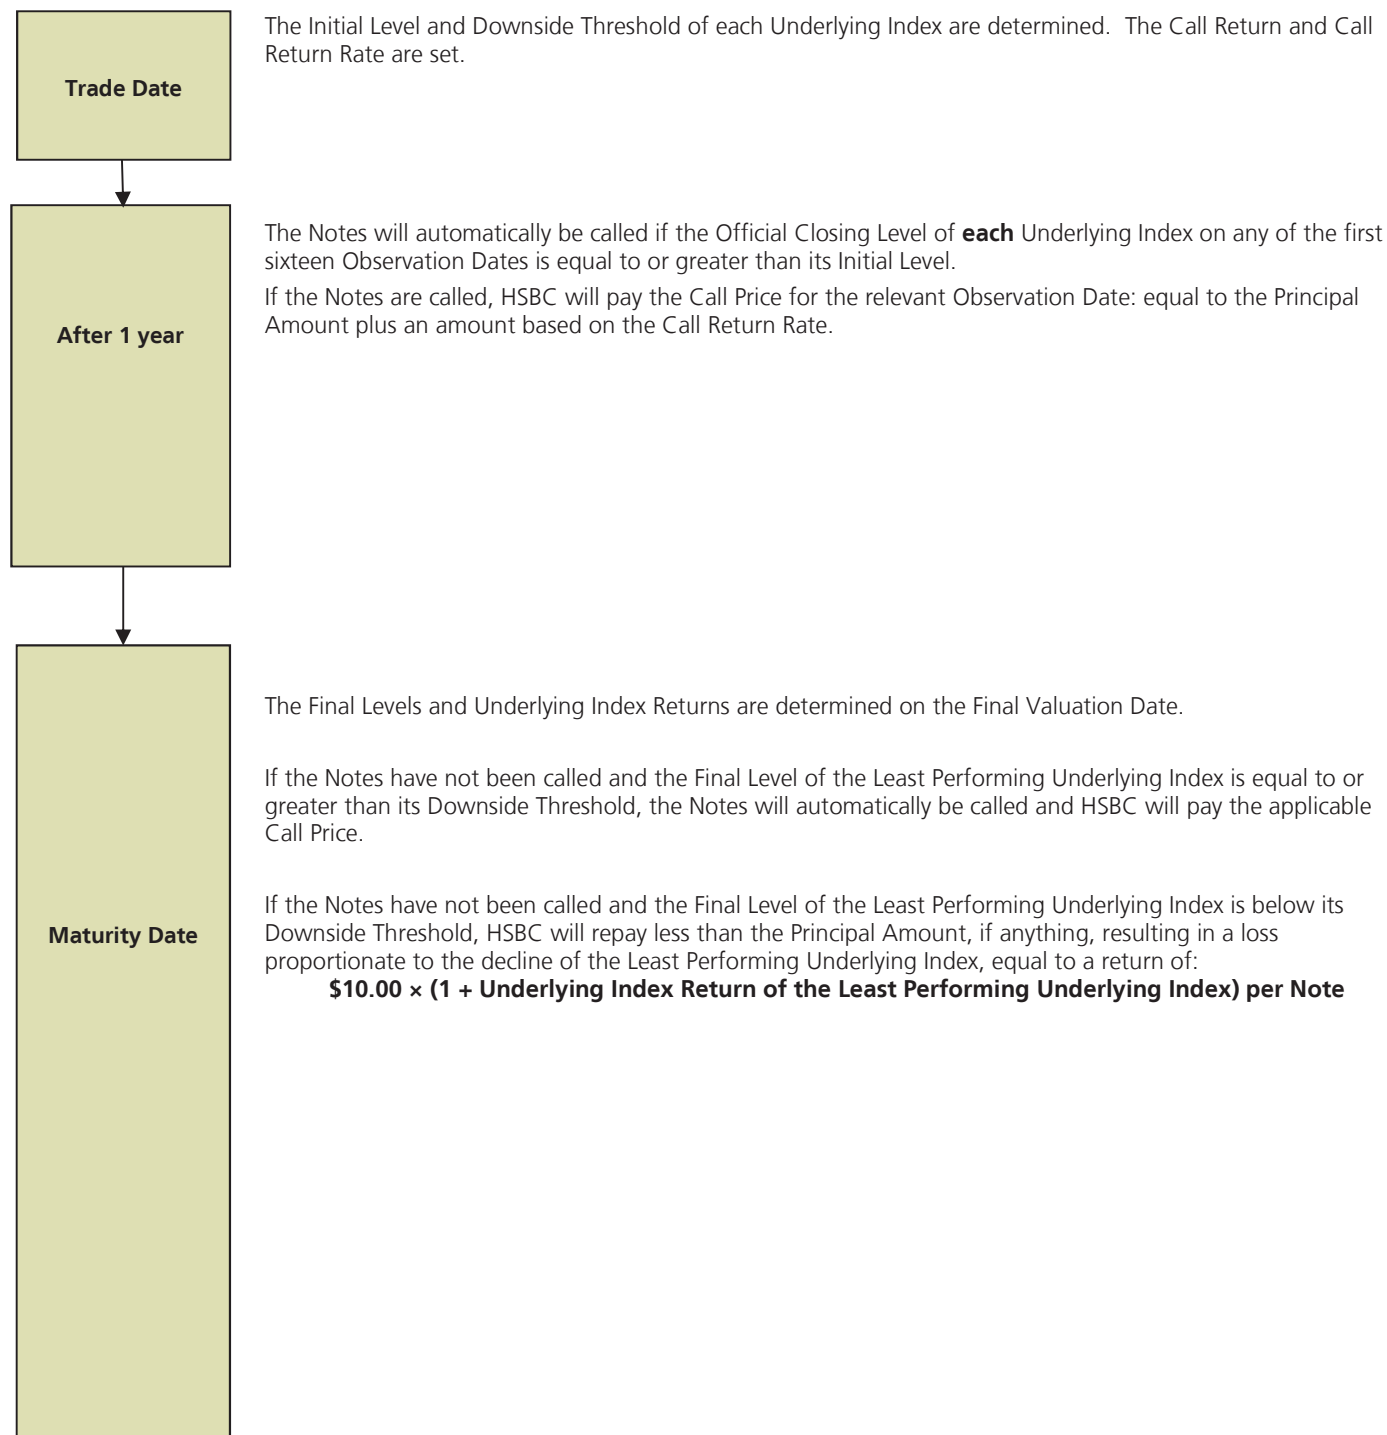 Trade Date
The Initial Level and Downside Threshold of each Underlying Index are determined.  The Call Return and Call
Return Rate are set.
After 1 year
The Notes will automatically be called if the Official Closing Level of each Underlying Index on any of the first
sixteen Observation Dates is equal to or greater than its Initial Level.
If the Notes are called, HSBC will pay the Call Price for the relevant Observation Date: equal to the Principal
Amount plus an amount based on the Call Return Rate.
Maturity Date
The Final Levels and Underlying Index Returns are determined on the Final Valuation Date.
If the Notes have not been called and the Final Level of the Least Performing Underlying Index is equal to or
greater than its Downside Threshold, the Notes will automatically be called and HSBC will pay the applicable
Call Price.
If the Notes have not been called and the Final Level of the Least Performing Underlying Index is below its
Downside Threshold, HSBC will repay less than the Principal Amount, if anything, resulting in a loss
proportionate to the decline of the Least Performing Underlying Index, equal to a return of:
$10.00 × (1 + Underlying Index Return of the Least Performing Underlying Index) per Note